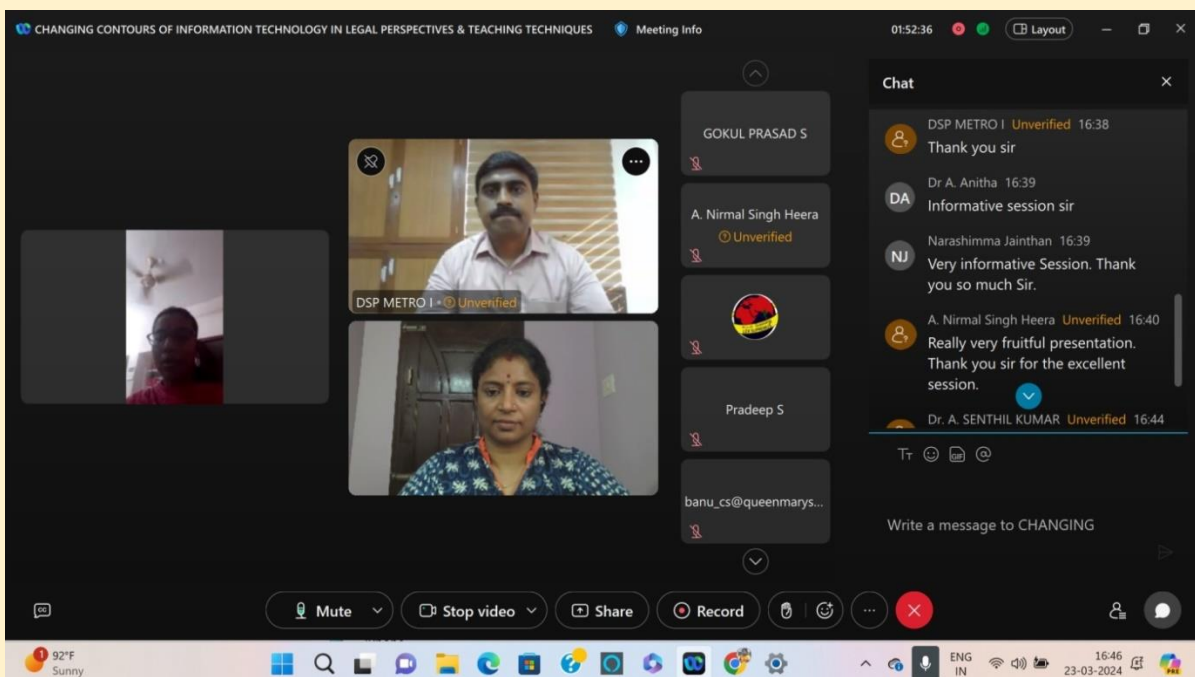 CHANGING CONTOURS OF INFORMATION TECHNOLOGY IN LEGAL PERSPECTIVES & TEACHING TECHNIQUES
Meeting Info
01:52:36
Layout
GOKUL PRASAD S
A. Nirmal Singh Heera
Unverified
Pradeep S
banu_cs@queenmarys...
DSP METRO I • Unverified
Chat
DSP METRO I Unverified 16:38
Thank you sir
DA
Dr A. Anitha 16:39
Informative session sir
NJ
Narashimma Jainthan 16:39
Very informative Session. Thank
you so much Sir.
A. Nirmal Singh Heera Unverified 16:40
Really very fruitful presentation.
Thank you sir for the excellent
session.
Dr. A. SENTHIL KUMAR Unverified 16:44
GIF
Write a message to CHANGING
CC
Mute
Stop video
Share
Record
1
92°F
Sunny
ENG
IN
16:46
23-03-2024
PRE